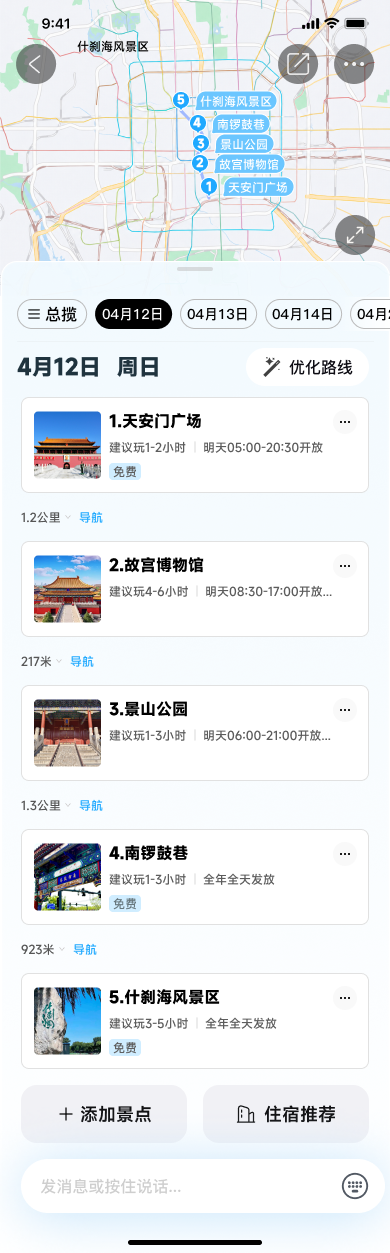 9:41
什刹海风景区
5 什刹海风景区
4 南锣鼓巷
3 景山公园
2 故宫博物馆
1 天安门广场
总揽 04月12日 04月13日 04月14日 04月2
4月12日 周日
优化路线
1.天安门广场
建议玩1-2小时 | 明天05:00-20:30开放
免费
1.2公里 导航
2.故宫博物馆
建议玩4-6小时 | 明天08:30-17:00开放...
217米 导航
3.景山公园
建议玩1-3小时 | 明天06:00-21:00开放...
1.3公里 导航
4.南锣鼓巷
建议玩1-3小时 | 全年全天发放
免费
923米 导航
5.什刹海风景区
建议玩3-5小时 | 全年全天发放
免费
+ 添加景点
住宿推荐
发消息或按住说话...